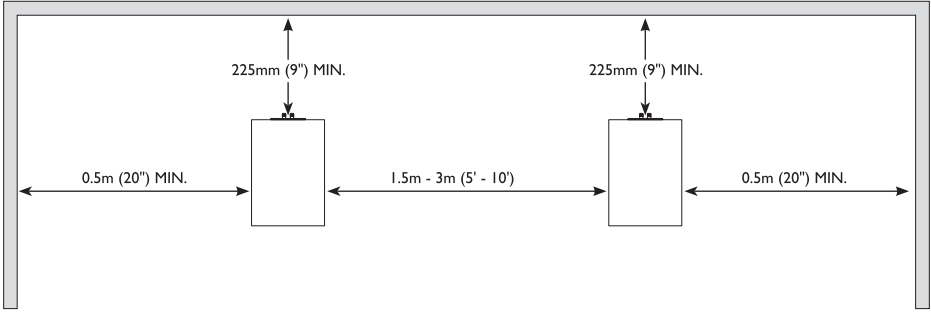 225mm (9") MIN.
225mm (9") MIN.
0.5m (20") MIN.
1.5m - 3m (5' - 10')
0.5m (20") MIN.